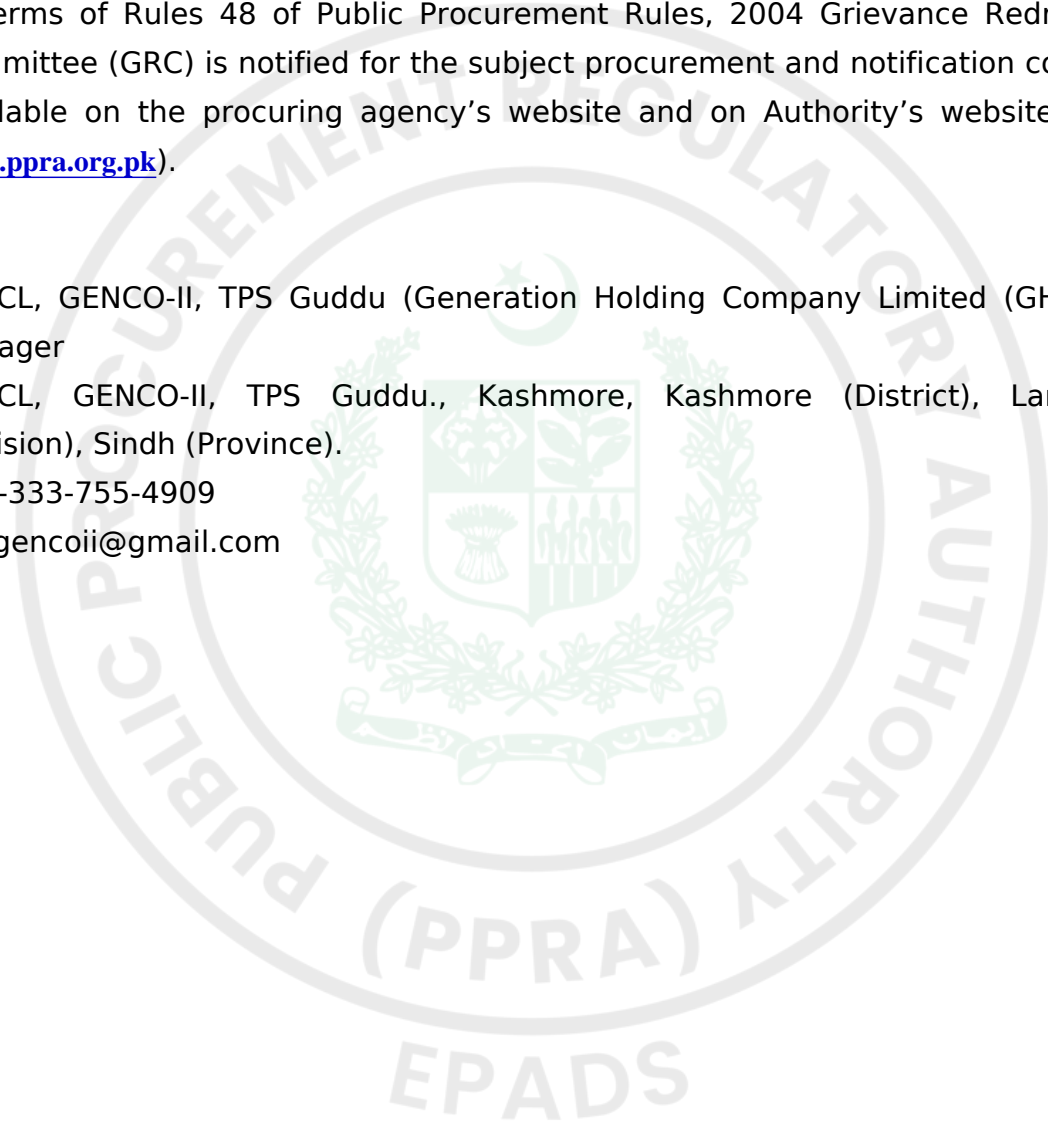 erms of Rules 48 of Public Procurement Rules, 2004 Grievance Redr
mittee (GRC) is notified for the subject procurement and notification co
lable on the procuring agency’s website and on Authority’s website
.ppra.org.pk).
CL, GENCO-II, TPS Guddu (Generation Holding Company Limited (GH
ager
CL, GENCO-II, TPS Guddu., Kashmore, Kashmore (District), Lar
ision), Sindh (Province).
-333-755-4909
gencoii@gmail.com
PUBLIC PROCUREMENT REGULATORY AUTHORITY
(PPRA)
EPADS